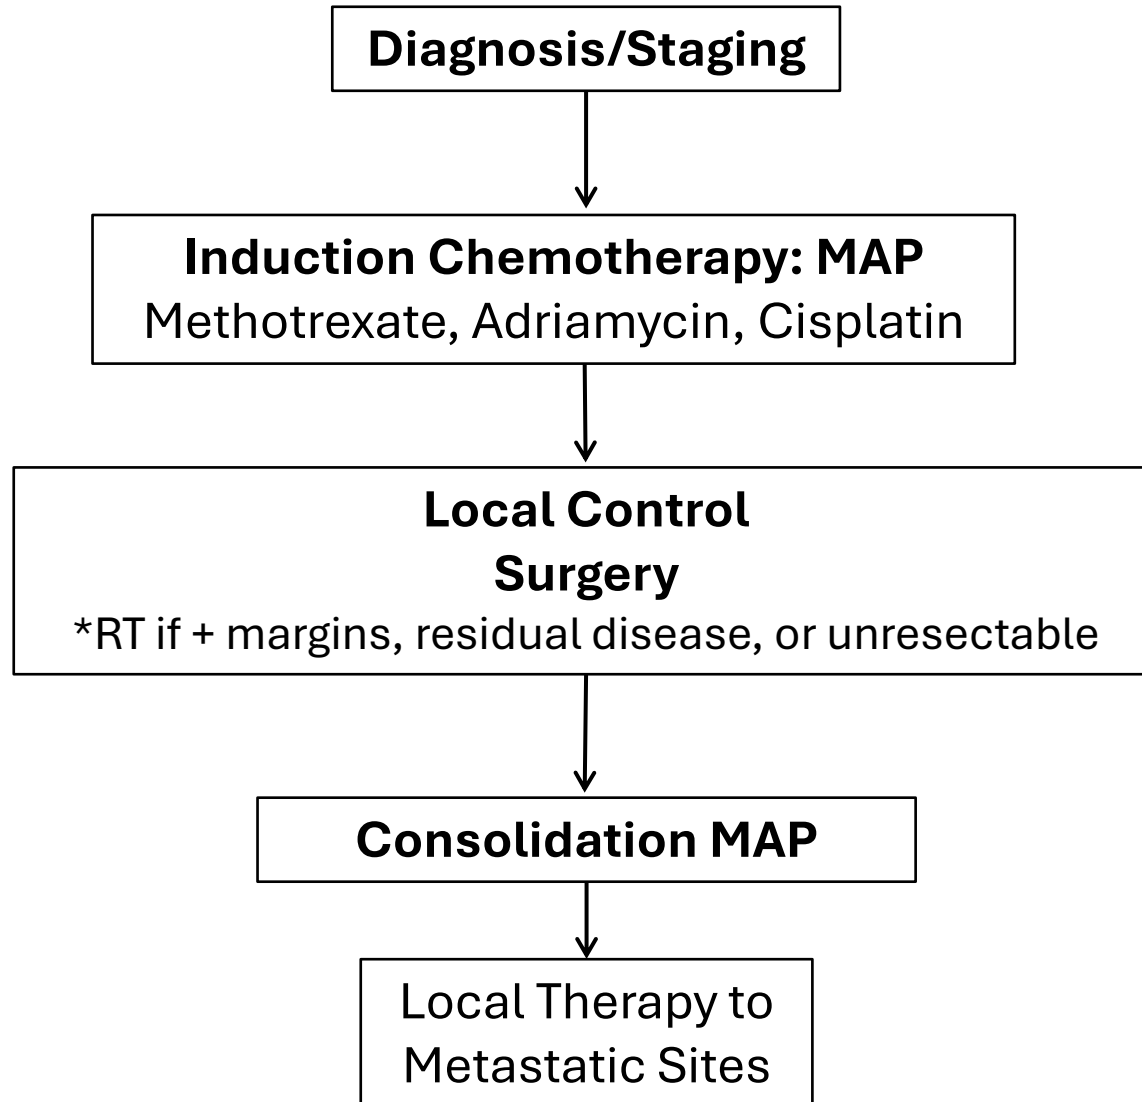 Diagnosis/Staging
Induction Chemotherapy: MAP
Methotrexate, Adriamycin, Cisplatin
Local Control
Surgery
*RT if + margins, residual disease, or unresectable
Consolidation MAP
Local Therapy to
Metastatic Sites